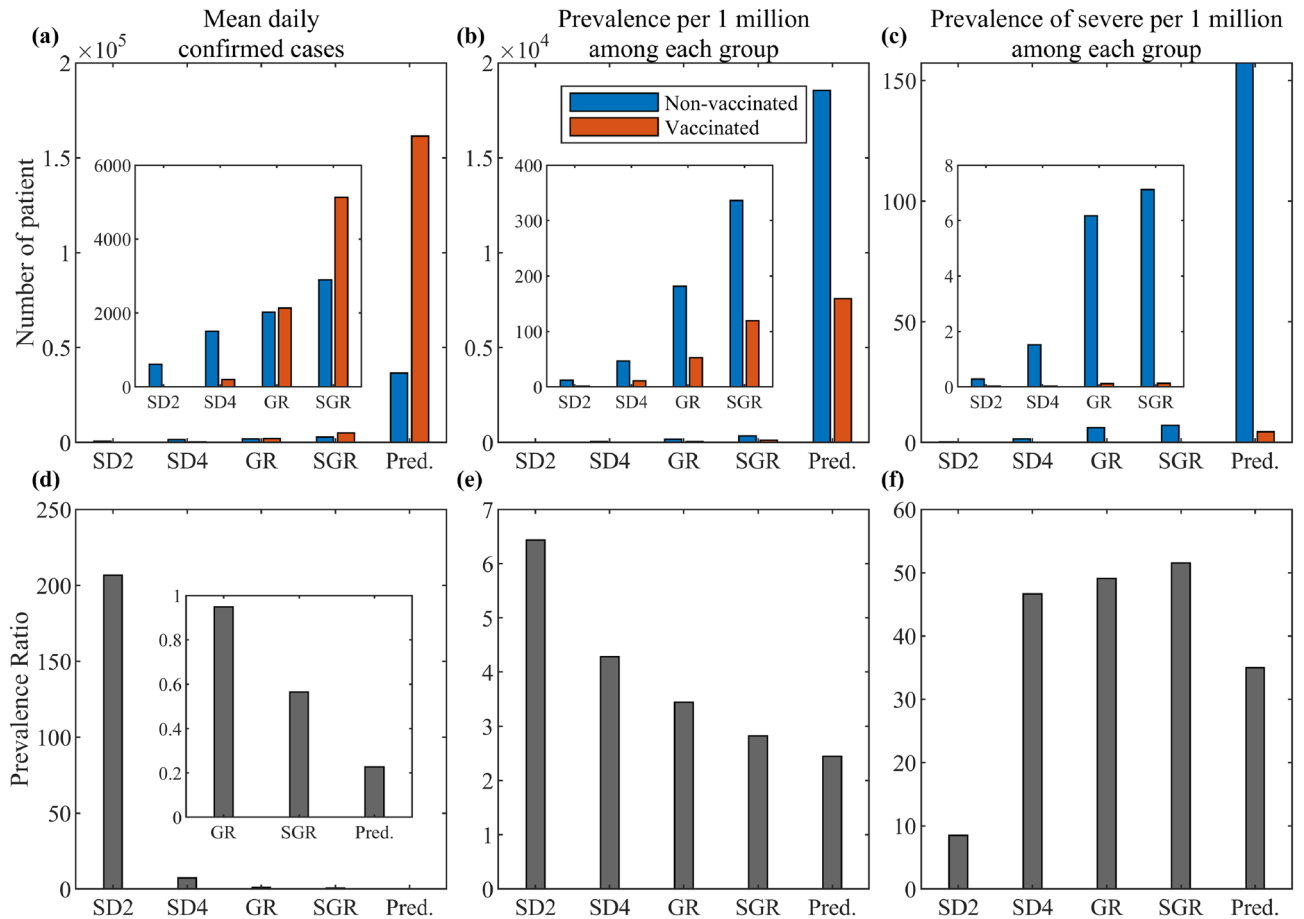 (a)
Mean daily
confirmed cases
×10^5
Number of patient
2
1.5
1
0.5
0
6000
4000
2000
0
SD2 SD4 GR SGR
SD2 SD4 GR SGR Pred.
(b)
Prevalence per 1 million
among each group
×10^4
2
1.5
1
0.5
0
Non-vaccinated
Vaccinated
400
300
200
100
0
SD2 SD4 GR SGR
SD2 SD4 GR SGR Pred.
(c)
Prevalence of severe per 1 million
among each group
150
100
50
0
8
6
4
2
0
SD2 SD4 GR SGR
SD2 SD4 GR SGR Pred.
(d)
Prevalence Ratio
250
200
150
100
50
0
1
0.8
0.6
0.4
0.2
0
GR SGR Pred.
SD2 SD4 GR SGR Pred.
(e)
7
6
5
4
3
2
1
0
SD2 SD4 GR SGR Pred.
(f)
60
50
40
30
20
10
0
SD2 SD4 GR SGR Pred.